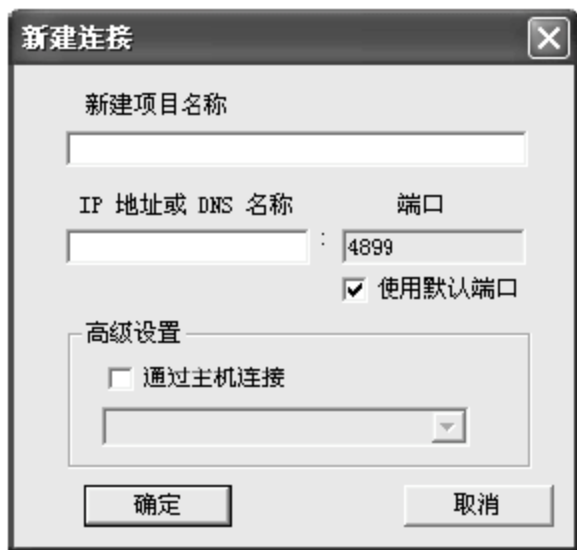 新建连接
新建项目名称
IP 地址或 DNS 名称 端口
: 4899
使用默认端口
高级设置
通过主机连接
确定 取消